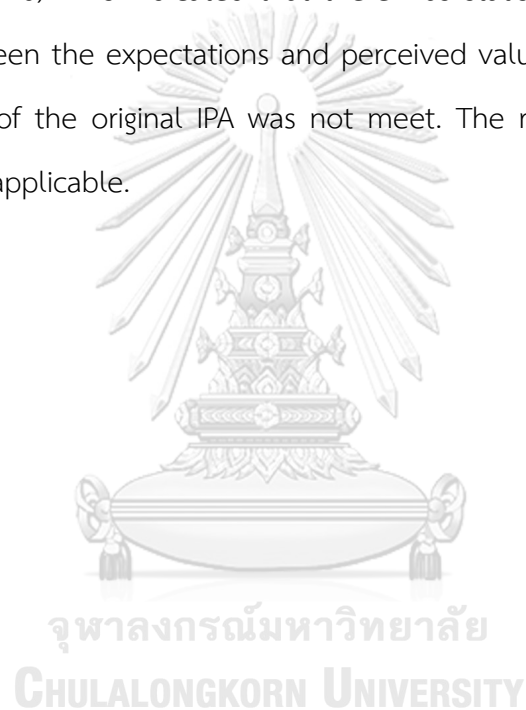 een the expectations and perceived valu
of the original IPA was not meet. The r
applicable.
จุฬาลงกรณ์มหาวิทยาลัย
CHULALONGKORN UNIVERSITY